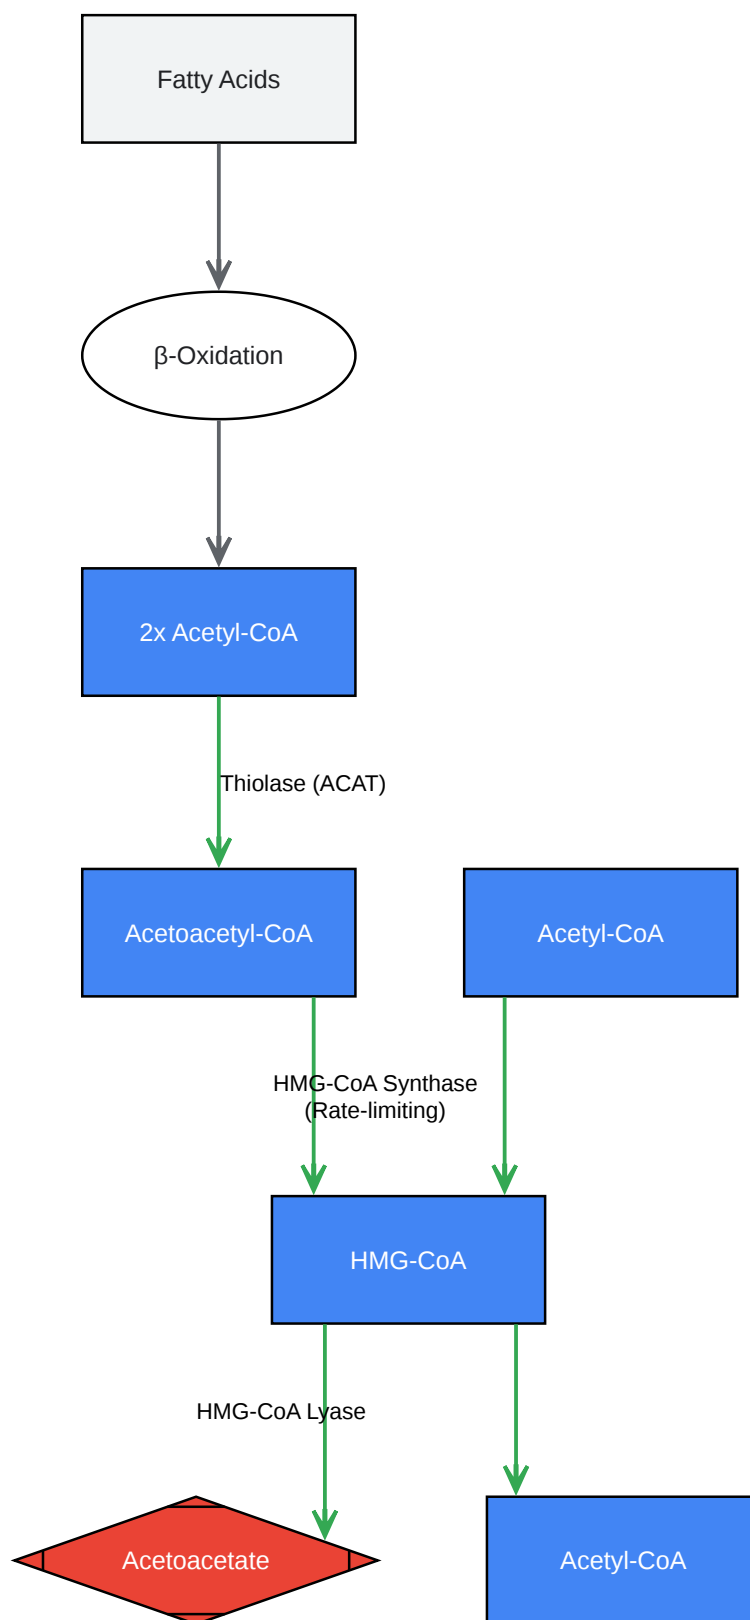 Fatty Acids
β-Oxidation
2x Acetyl-CoA
Thiolase (ACAT)
Acetoacetyl-CoA
Acetyl-CoA
HMG-CoA Synthase
(Rate-limiting)
HMG-CoA
HMG-CoA Lyase
Acetoacetate
Acetyl-CoA